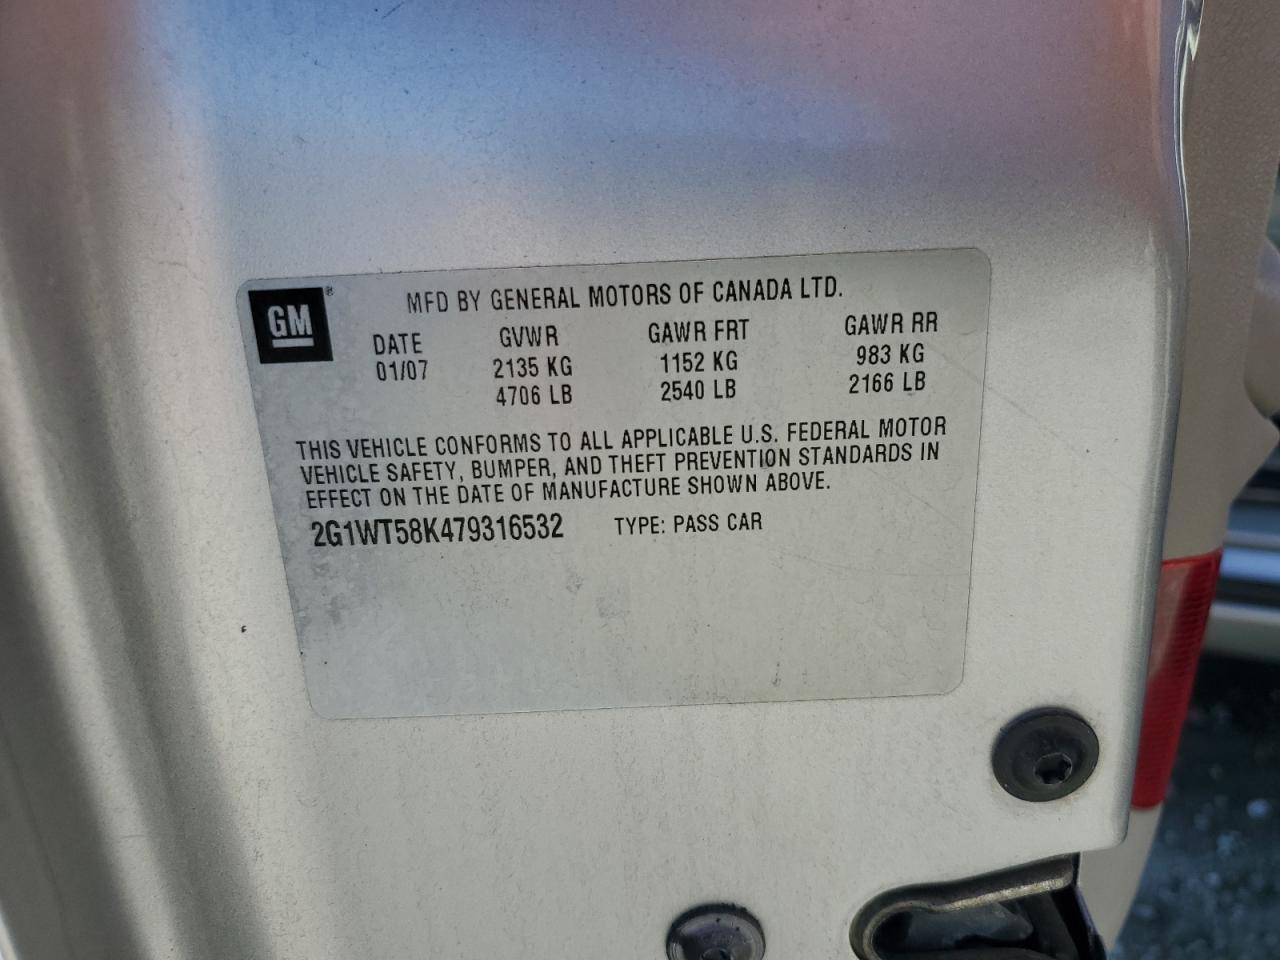 GM ®
MFD BY GENERAL MOTORS OF CANADA LTD.
DATE GVWR GAWR FRT GAWR RR
01/07 2135 KG 1152 KG 983 KG
4706 LB 2540 LB 2166 LB
THIS VEHICLE CONFORMS TO ALL APPLICABLE U.S. FEDERAL MOTOR
VEHICLE SAFETY, BUMPER, AND THEFT PREVENTION STANDARDS IN
EFFECT ON THE DATE OF MANUFACTURE SHOWN ABOVE.
2G1WT58K479316532 TYPE: PASS CAR